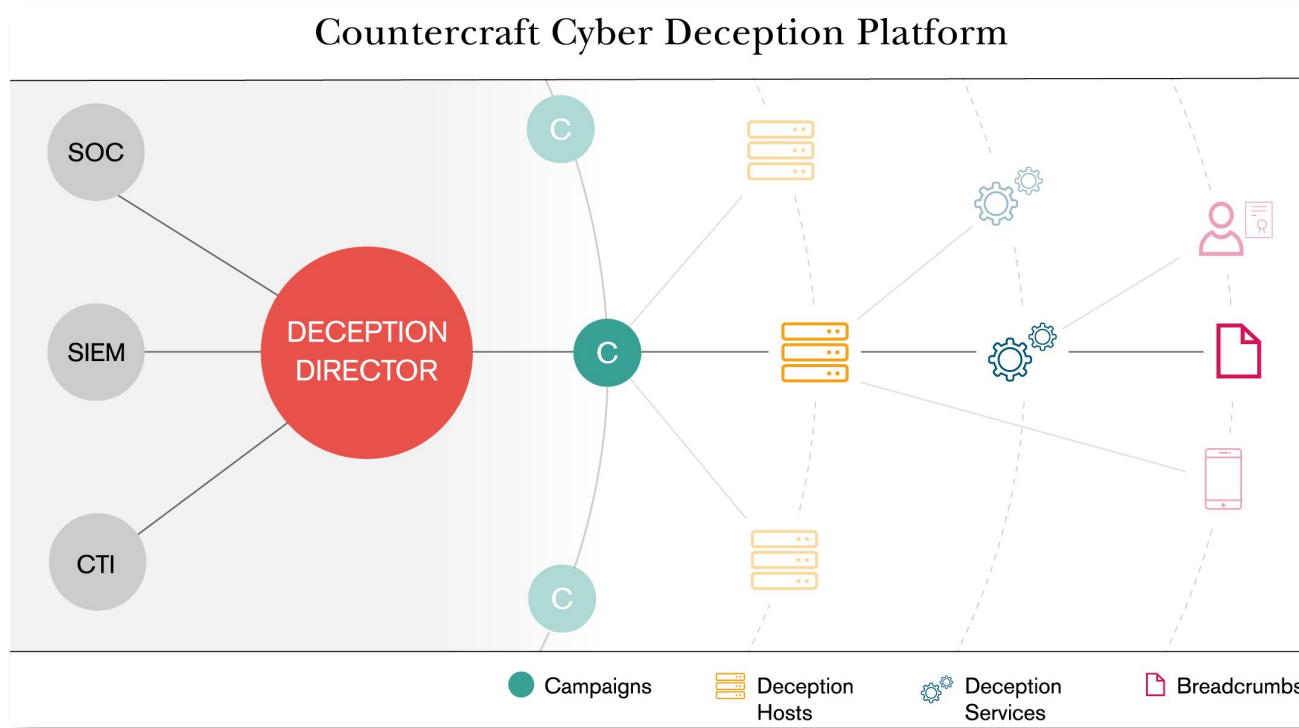 Countercraft Cyber Deception Platform
SOC
SIEM
CTI
DECEPTION
DIRECTOR
C
C
C
Campaigns
Deception
Hosts
Deception
Services
Breadcrumbs